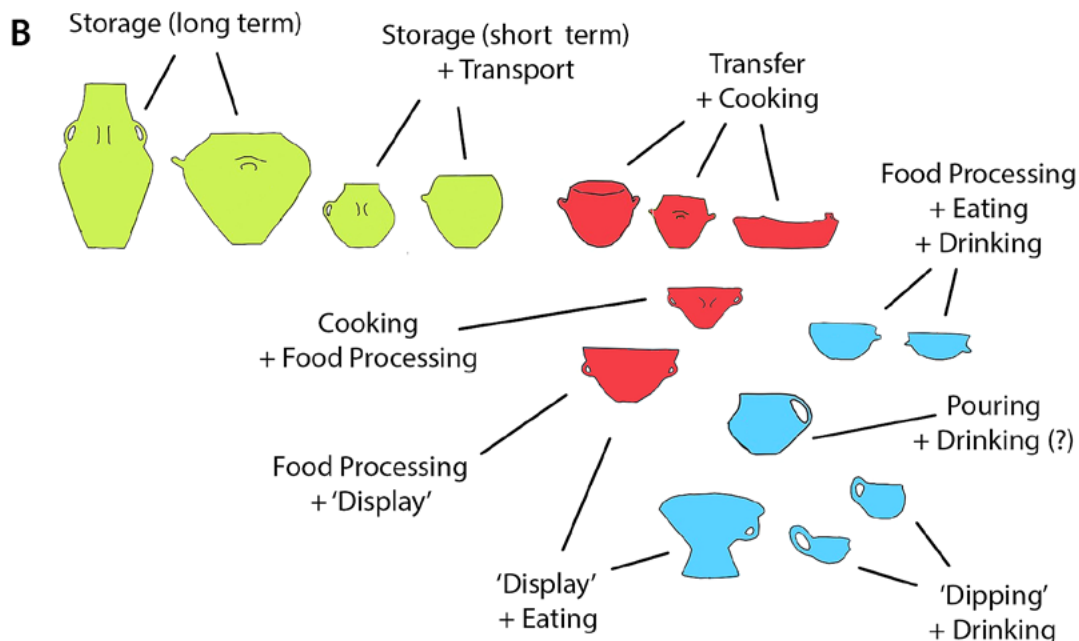 B
Storage (long term)
Storage (short term)
+ Transport
Transfer
+ Cooking
Food Processing
+ Eating
+ Drinking
Cooking
+ Food Processing
Pouring
+ Drinking (?)
Food Processing
+ ‘Display’
‘Display’
+ Eating
‘Dipping’
+ Drinking